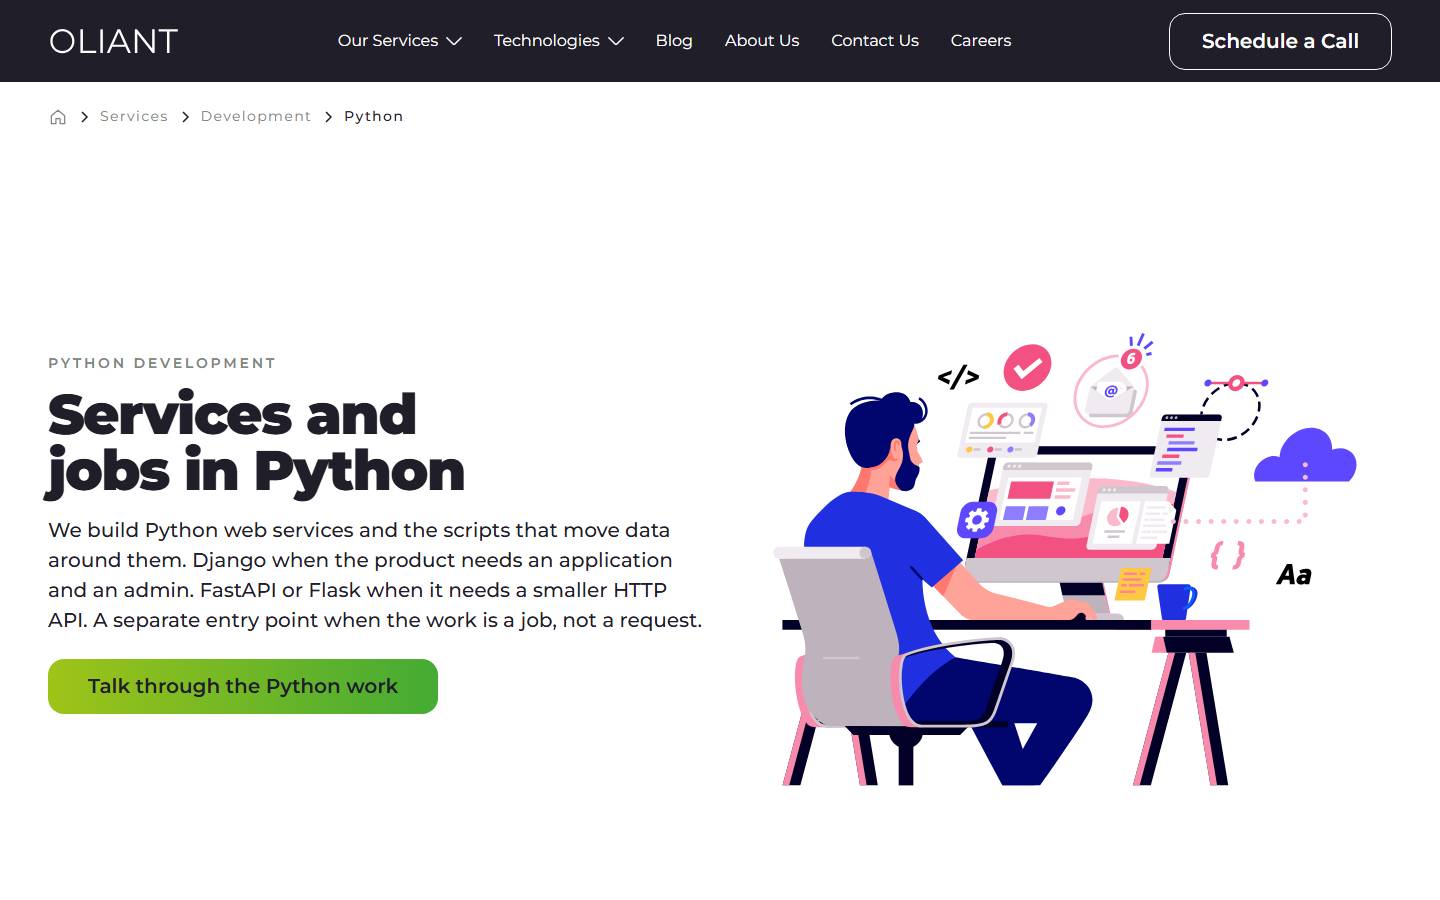 OLIANT
Our Services
Technologies
Blog
About Us
Contact Us
Careers
Schedule a Call
Services
Development
Python
PYTHON DEVELOPMENT
Services and
jobs in Python
We build Python web services and the scripts that move data
around them. Django when the product needs an application
and an admin. FastAPI or Flask when it needs a smaller HTTP
API. A separate entry point when the work is a job, not a request.
Talk through the Python work
</>
6
@
{ }
Aa